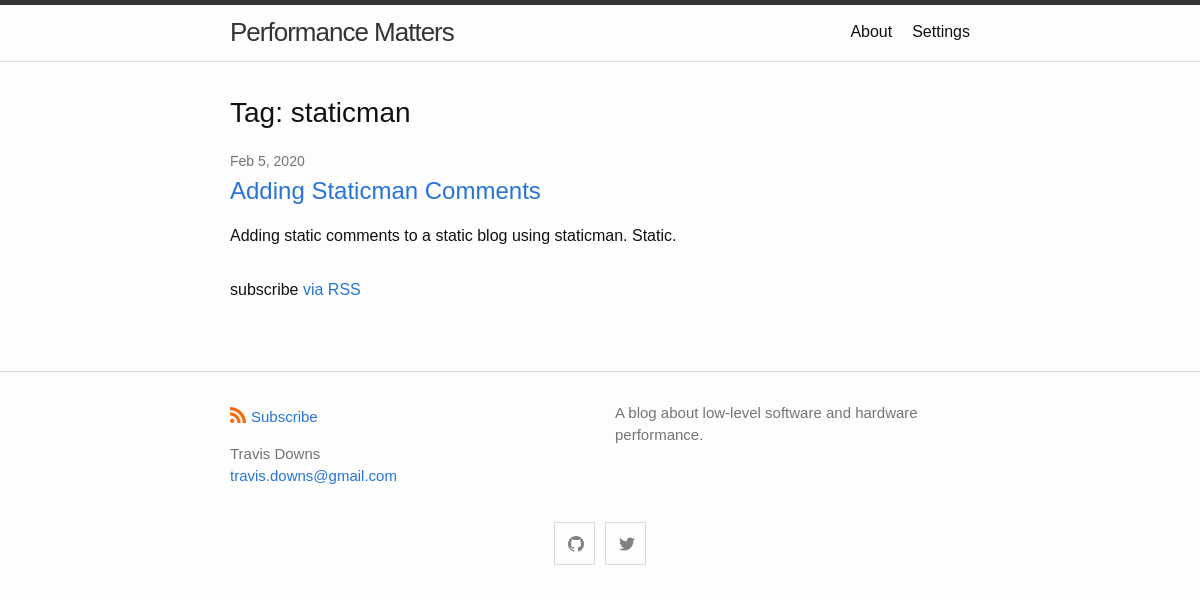 Performance Matters
About Settings
Tag: staticman
Feb 5, 2020
Adding Staticman Comments
Adding static comments to a static blog using staticman. Static.
subscribe via RSS
Subscribe
Travis Downs
travis.downs@gmail.com
A blog about low-level software and hardware
performance.